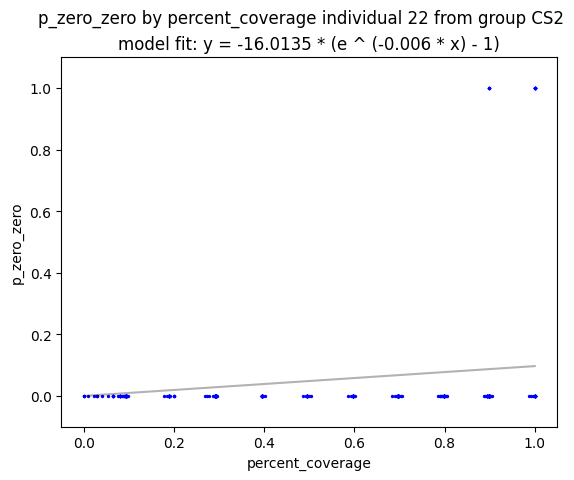 p_zero_zero by percent_coverage individual 22 from group CS2
model fit: y = -16.0135 * (e ^ (-0.006 * x) - 1)
1.0
0.8
0.6
0.4
0.2
0.0
p_zero_zero
0.0 0.2 0.4 0.6 0.8 1.0
percent_coverage